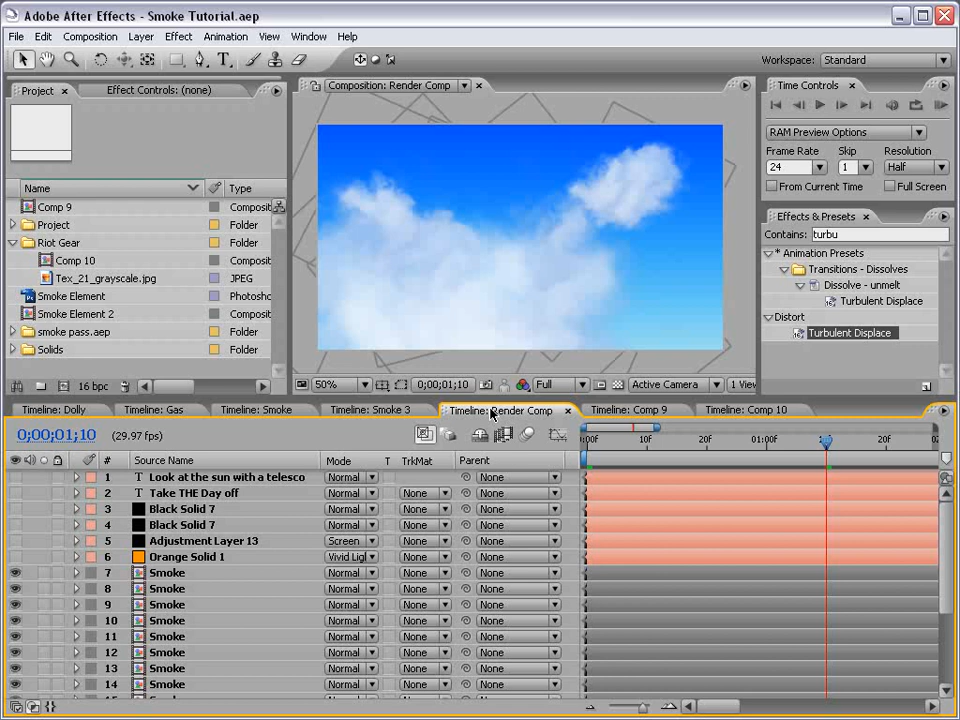 Adobe After Effects - Smoke Tutorial.aep
File Edit Composition Layer Effect Animation View Window Help
Workspace: Standard
Project Effect Controls: (none)
Composition: Render Comp
Time Controls
RAM Preview Options
Frame Rate Skip Resolution
24 1 Half
From Current Time Full Screen
Effects & Presets
Contains: turbu
* Animation Presets
Transitions - Dissolves
Dissolve - unmelt
Turbulent Displace
Distort
Turbulent Displace
Name Type
Comp 9 Composit
Project Folder
Riot Gear Folder
Comp 10 Composit
Tex_21_grayscale.jpg JPEG
Smoke Element Photosho
Smoke Element 2 Composit
smoke pass.aep Folder
Solids Folder
16 bpc
50% 0;00;01;10 Full Active Camera 1 View
Timeline: Dolly Timeline: Gas Timeline: Smoke Timeline: Smoke 3 Timeline: Render Comp Timeline: Comp 9 Timeline: Comp 10
0;00;01;10 (29.97 fps)
:00F 10F 20F 01:00F 20F
# Source Name Mode T TrkMat Parent
1 T Look at the sun with a telesco Normal None
2 T Take THE Day off Normal None None
3 Black Solid 7 Normal None None
4 Black Solid 7 Normal None None
5 Adjustment Layer 13 Screen None None
6 Orange Solid 1 Vivid Ligh None None
7 Smoke Normal None None
8 Smoke Normal None None
9 Smoke Normal None None
10 Smoke Normal None None
11 Smoke Normal None None
12 Smoke Normal None None
13 Smoke Normal None None
14 Smoke Normal None None